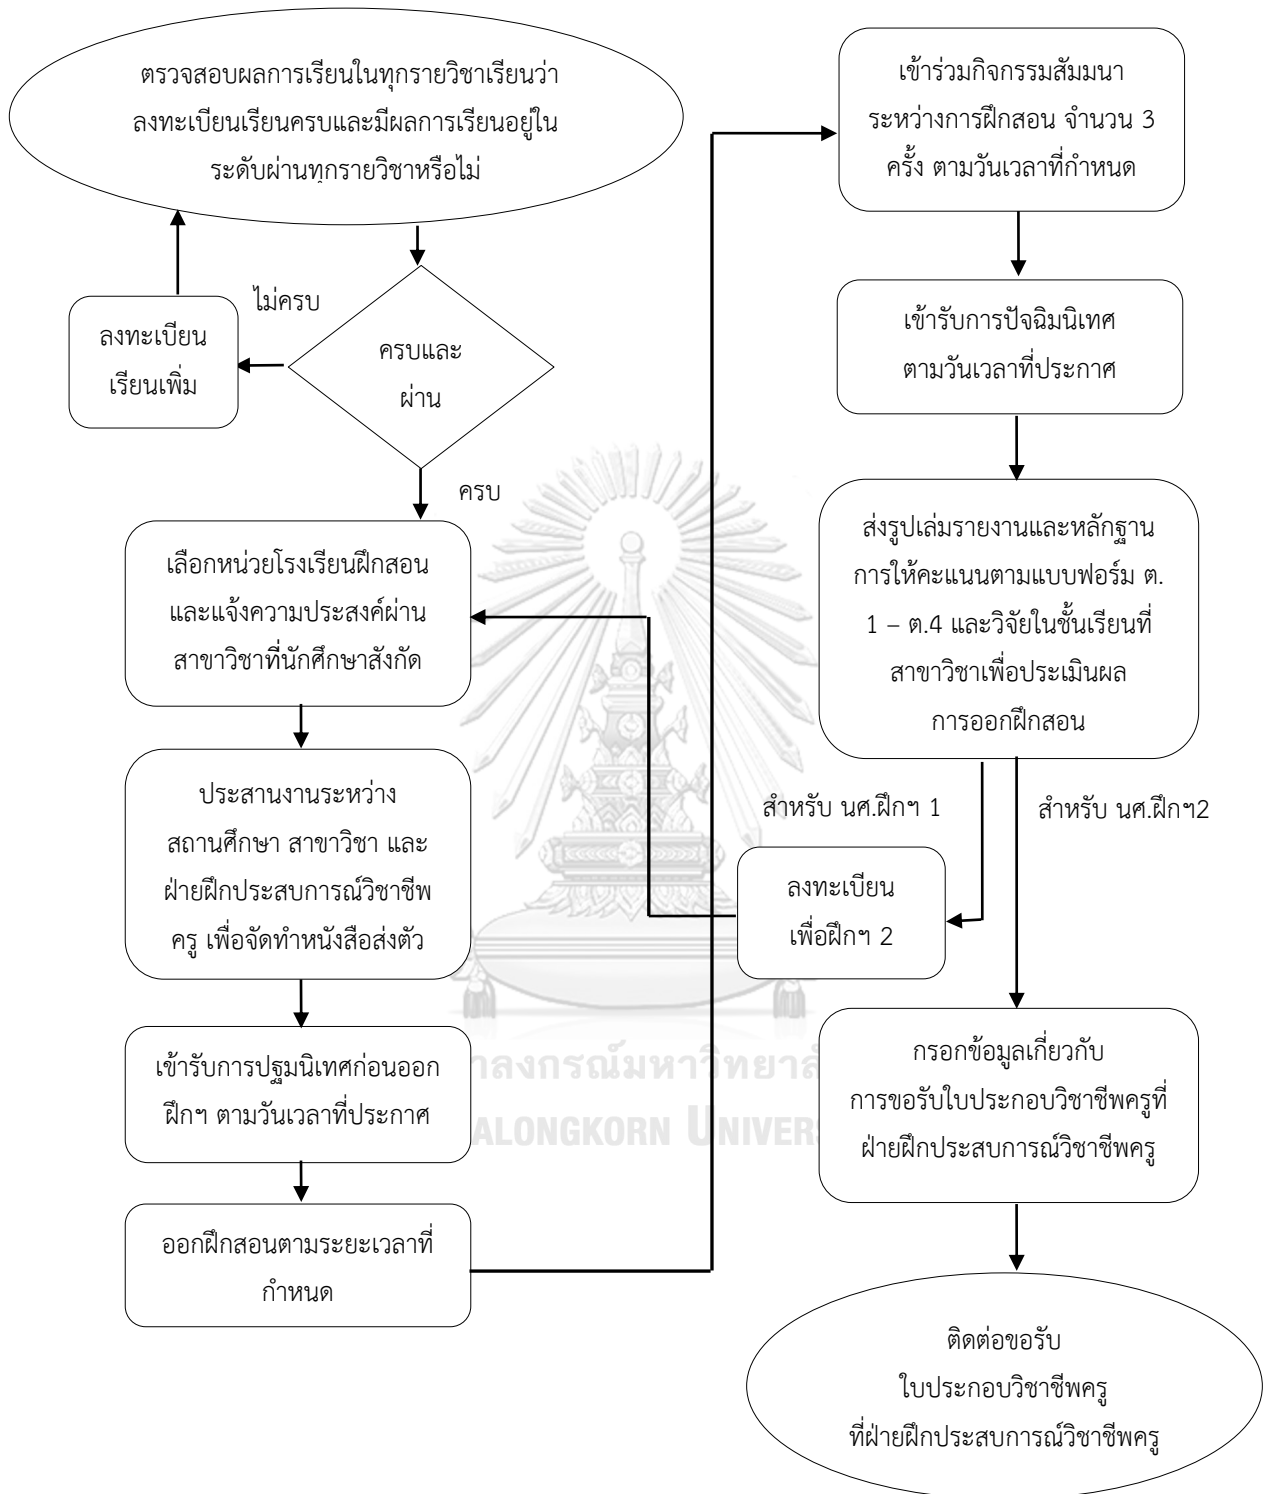 ตรวจสอบผลการเรียนในทุกรายวิชาเรียนว่า
ลงทะเบียนเรียนครบและมีผลการเรียนอยู่ใน
ระดับผ่านทุกรายวิชาหรือไม่
ไม่ครบ
ลงทะเบียน
เรียนเพิ่ม
ครบและ
ผ่าน
ครบ
เลือกหน่วยโรงเรียนฝึกสอน
และแจ้งความประสงค์ผ่าน
สาขาวิชาที่นักศึกษาสังกัด
ประสานงานระหว่าง
สถานศึกษา สาขาวิชา และ
ฝ่ายฝึกประสบการณ์วิชาชีพ
ครู เพื่อจัดทำหนังสือส่งตัว
เข้ารับการปฐมนิเทศก่อนออก
ฝึกฯ ตามวันเวลาที่ประกาศ
ออกฝึกสอนตามระยะเวลาที่
กำหนด
เข้าร่วมกิจกรรมสัมมนา
ระหว่างการฝึกสอน จำนวน 3
ครั้ง ตามวันเวลาที่กำหนด
เข้ารับการปัจฉิมนิเทศ
ตามวันเวลาที่ประกาศ
ส่งรูปเล่มรายงานและหลักฐาน
การให้คะแนนตามแบบฟอร์ม ต.
1 – ต.4 และวิจัยในชั้นเรียนที่
สาขาวิชาเพื่อประเมินผล
การออกฝึกสอน
สำหรับ นศ.ฝึกฯ 1
สำหรับ นศ.ฝึกฯ2
ลงทะเบียน
เพื่อฝึกฯ 2
กรอกข้อมูลเกี่ยวกับ
การขอรับใบประกอบวิชาชีพครูที่
ฝ่ายฝึกประสบการณ์วิชาชีพครู
ติดต่อขอรับ
ใบประกอบวิชาชีพครู
ที่ฝ่ายฝึกประสบการณ์วิชาชีพครู
าลงกรณ์มหาวิทยาลั
ALONGKORN UNIVERS